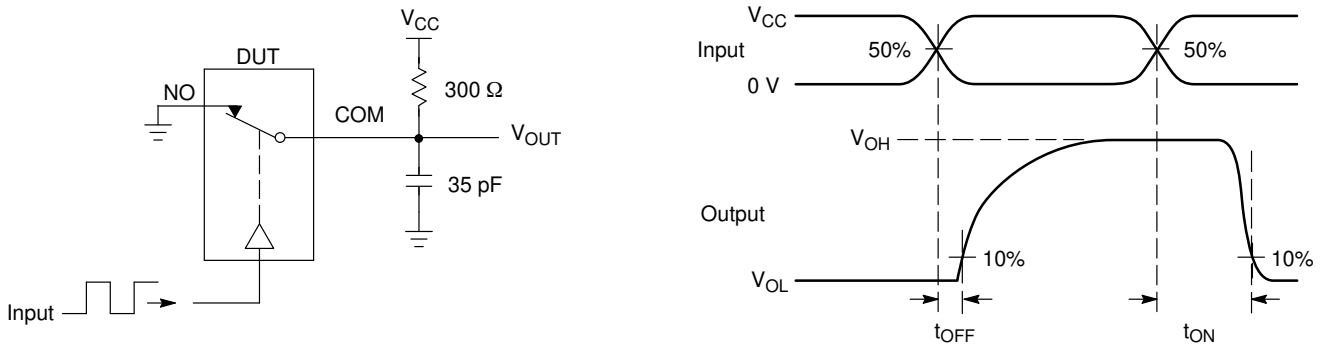 V_CC
DUT
NO
300 Ω
COM
V_OUT
35 pF
Input
V_CC
Input
50%
50%
0 V
V_OH
Output
10%
10%
V_OL
t_OFF
t_ON